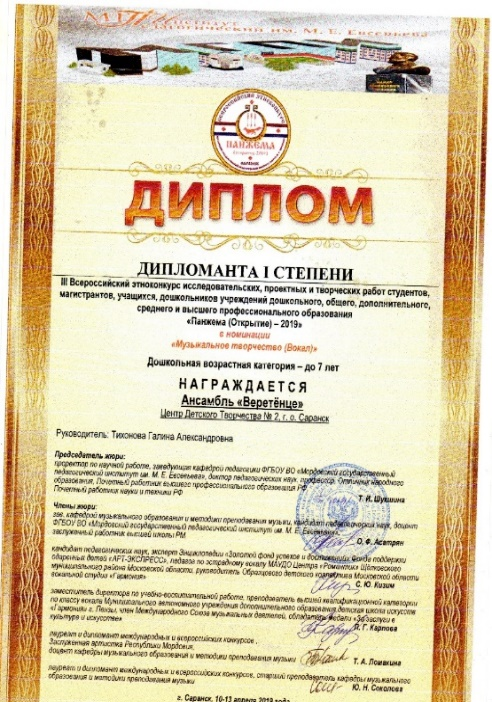 педагогический им. М. Е. Евсевьева
ПАНЖЕМА
ДИПЛОМ
ДИПЛОМАНТА I СТЕПЕНИ
III Всероссийский этноконкурс исследовательских, проектных и творческих работ студентов,
магистрантов, учащихся, дошкольников учреждений дошкольного, общего, дополнительного,
среднего и высшего профессионального образования
«Панжема (Открытие) – 2019»
в номинации
«Музыкальное творчество (Вокал)»
Дошкольная возрастная категория – до 7 лет
НАГРАЖДАЕТСЯ
Ансамбль «Веретёнце»
Центр Детского Творчества № 2, г. о. Саранск
Руководитель: Тихонова Галина Александровна
Председатель жюри:
проректор по научной работе, заведующая кафедрой педагогики ФГБОУ ВО «Мордовский государственный
педагогический институт им. М. Е. Евсевьева», доктор педагогических наук, профессор, Отличник народного
образования, Почетный работник высшего профессионального образования РФ,
Почетный работник науки и техники РФ
Т. И. Шукшина
Члены жюри:
зав. кафедрой музыкального образования и методики преподавания музыки, кандидат педагогических наук, доцент
ФГБОУ ВО «Мордовский государственный педагогический институт им. М. Е. Евсевьева»,
заслуженный работник высшей школы РМ
О. Ф. Асатрян
кандидат педагогических наук, эксперт Энциклопедии «Золотой фонд успехов и достижений» Фонда поддержки
одаренных детей «АРТ-ЭКСПРЕСС», педагог по эстрадному вокалу МАУДО Центра «Романтик» Щёлковского
муниципального района Московской области, руководитель Образцового детского коллектива Московской области
вокальной студии «Гармония»
С. Ю. Кизим
заместитель директора по учебно-воспитательной работе, преподаватель высшей квалификационной категории
по классу вокала Муниципального автономного учреждения дополнительного образования детская школа искусств
«Гармония» г. Пензы, член Международного Союза музыкальных деятелей, обладатель медали «За заслуги в
культуре и искусстве»
Г. Карпова
лауреат и дипломант международных и всероссийских конкурсов,
Заслуженная артистка Республики Мордовия,
доцент кафедры музыкального образования и методики преподавания музыки
Т. А. Ломакина
лауреат и дипломант международных и всероссийских конкурсов, старший преподаватель кафедры музыкального
образования и методики преподавания музыки
Ю. Н. Соколова
г. Саранск, 10-13 апреля 2019 года